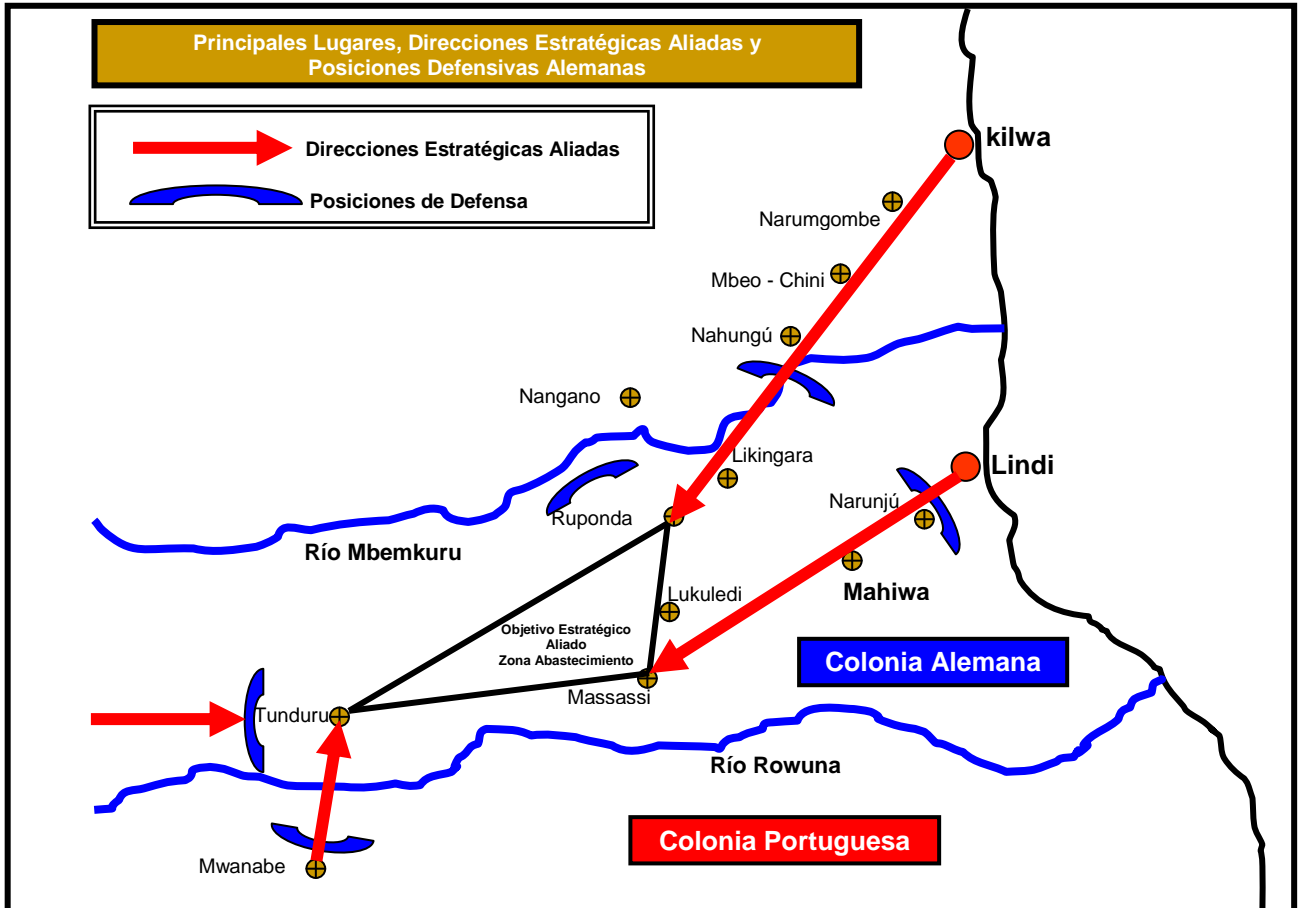 Principales Lugares, Direcciones Estratégicas Aliadas y
Posiciones Defensivas Alemanas
Direcciones Estratégicas Aliadas
Posiciones de Defensa
kilwa
Narumgombe
Mbeo - Chini
Nahungú
Nangano
Likingara
Lindi
Narunjú
Ruponda
Río Mbemkuru
Mahiwa
Lukuledi
Objetivo Estratégico
Aliado
Zona Abastecimiento
Colonia Alemana
Massassi
Tunduru
Río Rowuna
Colonia Portuguesa
Mwanabe